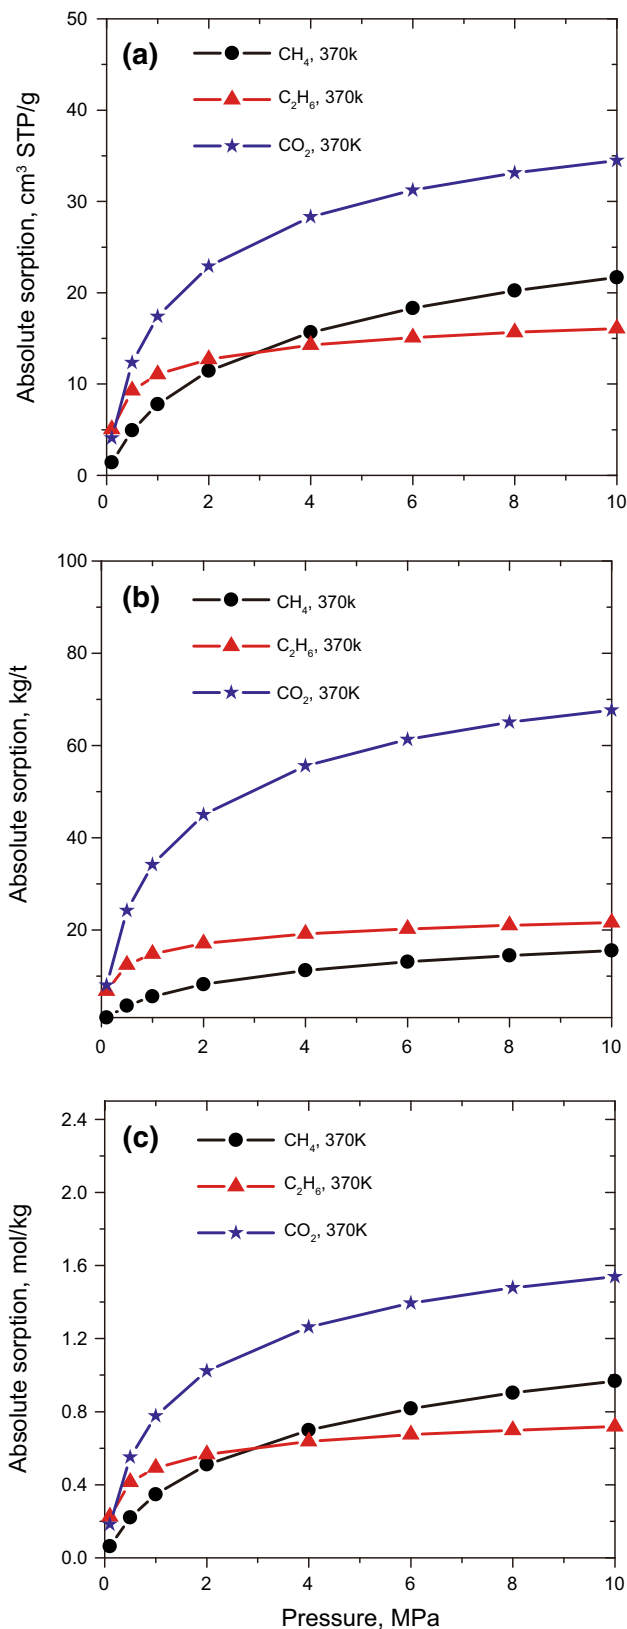 50
(a)
CH₄, 370k
40
C₂H₆, 370k
CO₂, 370K
30
20
10
0
Absolute sorption, cm³ STP/g
0 2 4 6 8 10
100
(b)
CH₄, 370k
80
C₂H₆, 370k
CO₂, 370K
60
40
20
Absolute sorption, kg/t
0 2 4 6 8 10
2.4
(c)
CH₄, 370K
2.0
C₂H₆, 370K
CO₂, 370K
1.6
1.2
0.8
0.4
0.0
Absolute sorption, mol/kg
0 2 4 6 8 10
Pressure, MPa